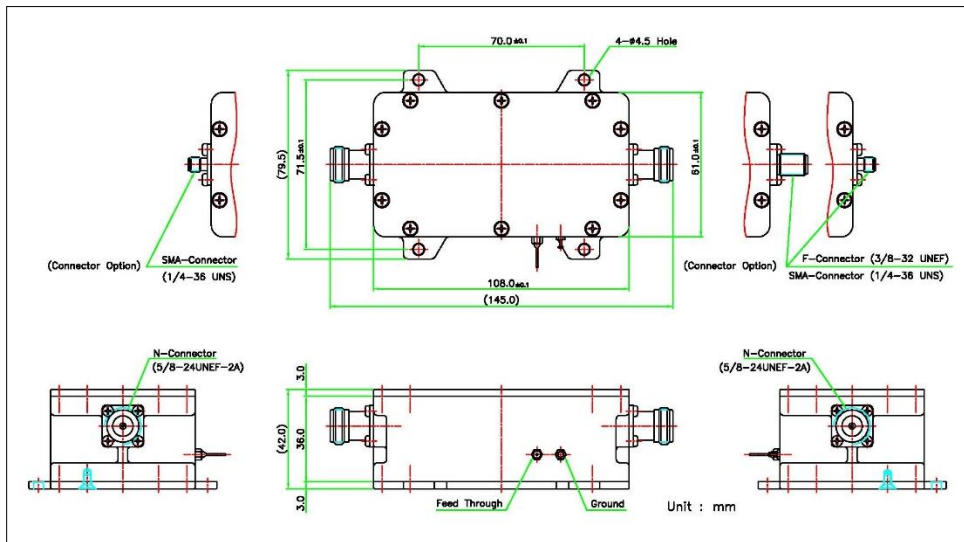 70.0±0.1
4-ø4.5 Hole
(79.5)
71.5±0.1
61.0±0.1
SMA-Connector
(Connector Option)
(1/4-36 UNS)
108.0±0.1
(145.0)
F-Connector (3/8-32 UNEF)
(Connector Option)
SMA-Connector (1/4-36 UNS)
N-Connector
(5/8-24UNEF-2A)
3.0
(42.0)
36.0
3.0
Feed Through
Ground
N-Connector
(5/8-24UNEF-2A)
Unit : mm